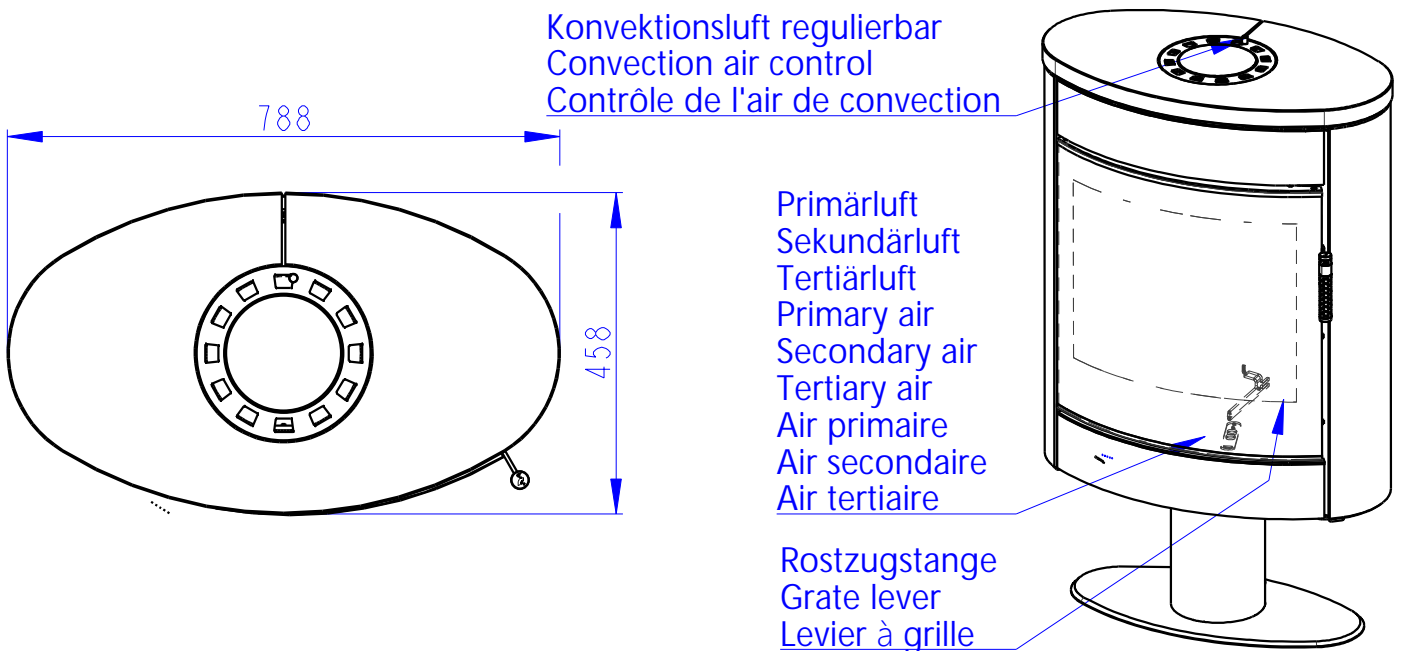 Konvektionsluft regulierbar
Convection air control
Contrôle de l'air de convection
788
458
Primärluft
Sekundärluft
Tertiärluft
Primary air
Secondary air
Tertiary air
Air primaire
Air secondaire
Air tertiaire
Rostzugstange
Grate lever
Levier à grille